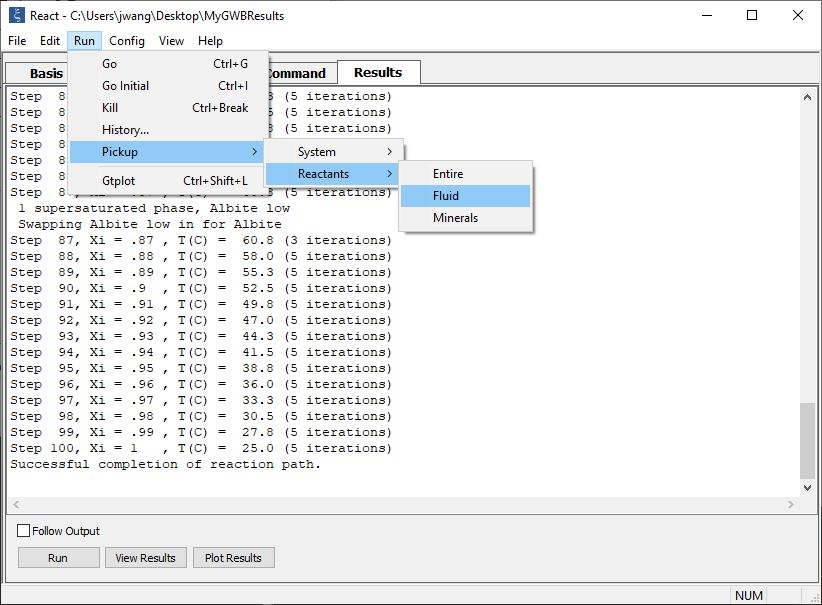 React - C:\Users\jwang\Desktop\MyGWBResults
File Edit Run Config View Help
Basis
ommand
Results
Go Ctrl+G
Go Initial Ctrl+I
Kill Ctrl+Break
History...
Pickup
Gtplot Ctrl+Shift+L
System
Reactants
Entire
Fluid
Minerals
Step 8 (5 iterations)
Step 8 (5 iterations)
Step 8 (5 iterations)
Step 8
Step 8
Step 8
Step 8
1 supersaturated phase, Albite low
Swapping Albite low in for Albite
Step 87, Xi = .87 , T(C) = 60.8 (3 iterations)
Step 88, Xi = .88 , T(C) = 58.0 (5 iterations)
Step 89, Xi = .89 , T(C) = 55.3 (5 iterations)
Step 90, Xi = .9 , T(C) = 52.5 (5 iterations)
Step 91, Xi = .91 , T(C) = 49.8 (5 iterations)
Step 92, Xi = .92 , T(C) = 47.0 (5 iterations)
Step 93, Xi = .93 , T(C) = 44.3 (5 iterations)
Step 94, Xi = .94 , T(C) = 41.5 (5 iterations)
Step 95, Xi = .95 , T(C) = 38.8 (5 iterations)
Step 96, Xi = .96 , T(C) = 36.0 (5 iterations)
Step 97, Xi = .97 , T(C) = 33.3 (5 iterations)
Step 98, Xi = .98 , T(C) = 30.5 (5 iterations)
Step 99, Xi = .99 , T(C) = 27.8 (5 iterations)
Step 100, Xi = 1 , T(C) = 25.0 (5 iterations)
Successful completion of reaction path.
Follow Output
Run View Results Plot Results
NUM